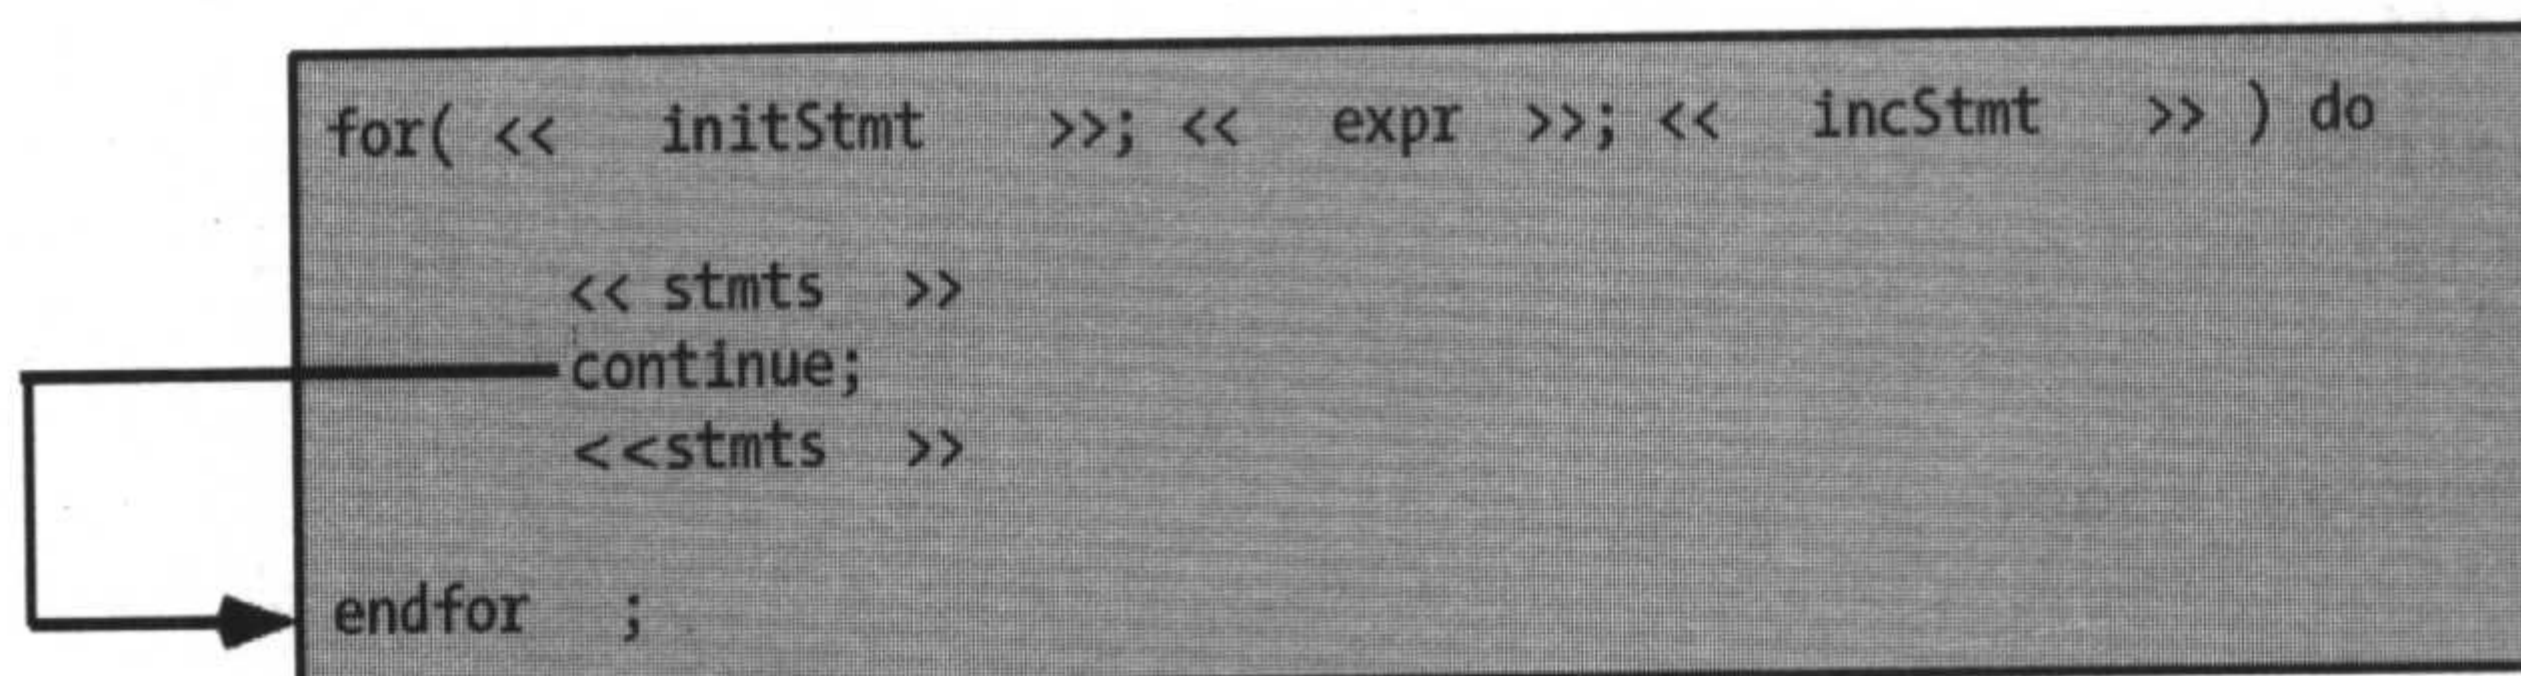 for( << initStmt >>; << expr >>; << incStmt >> ) do
<< stmts >>
continue;
<<stmts >>
endfor ;